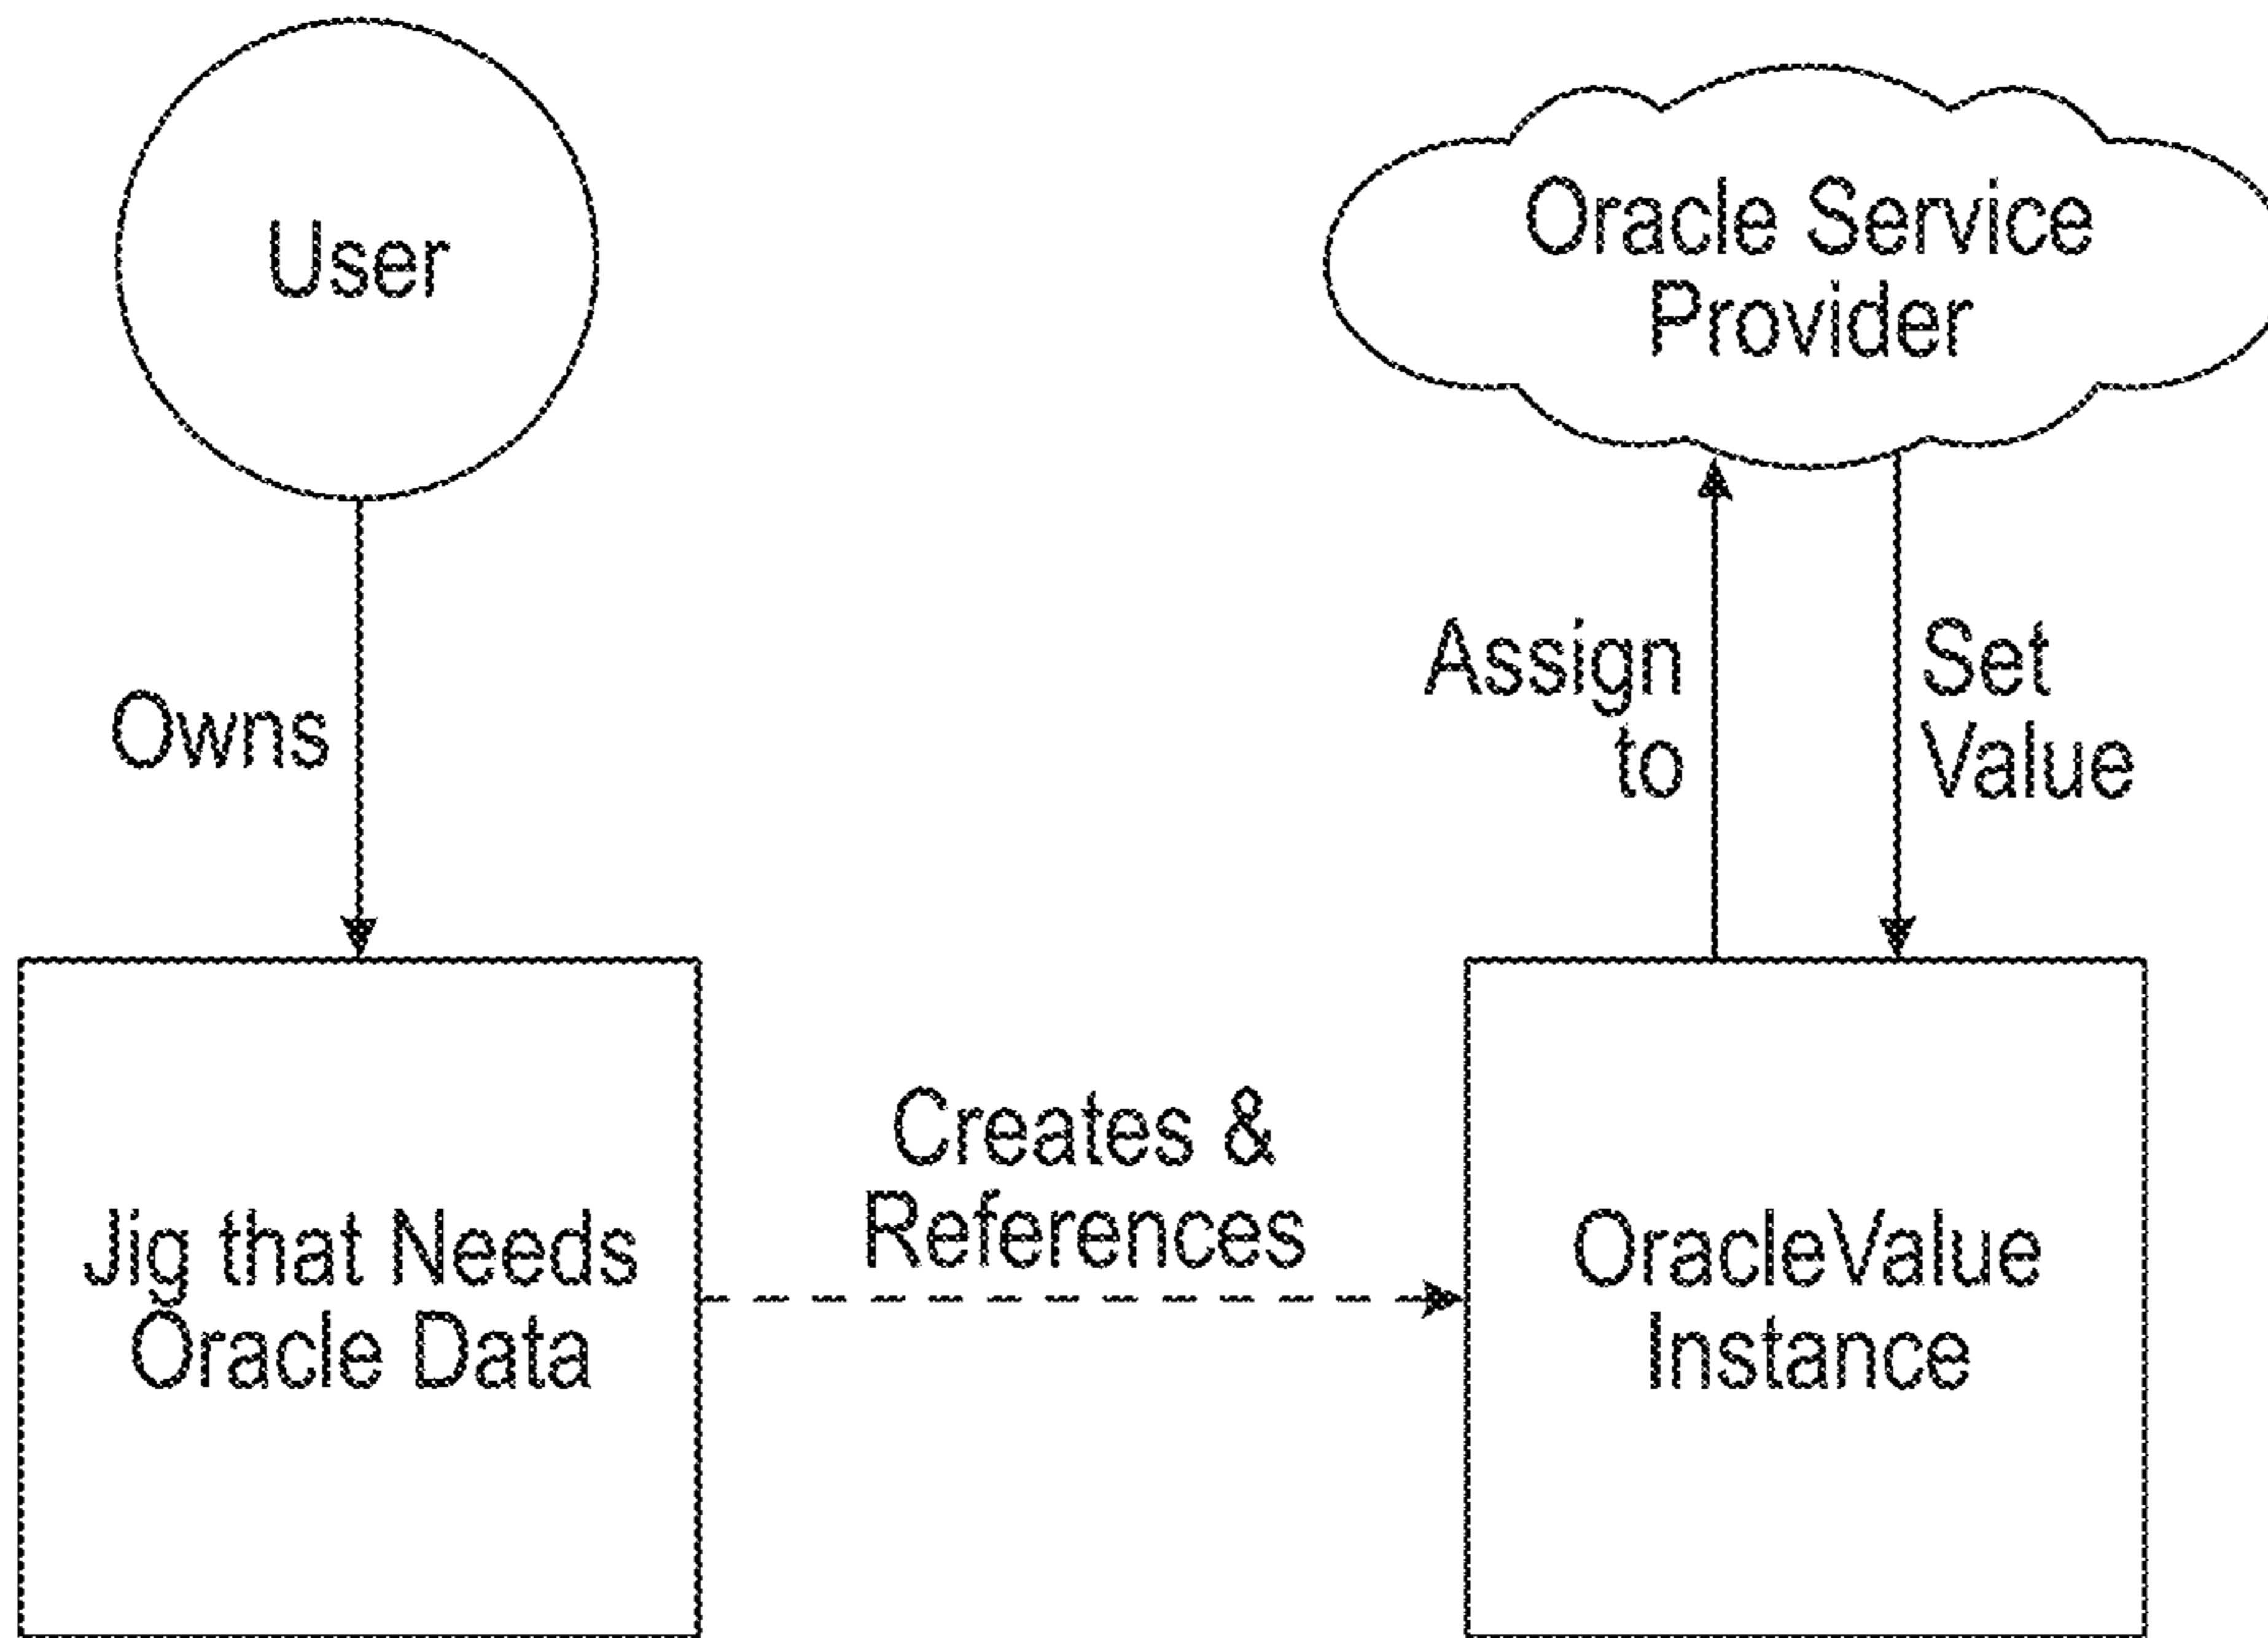 User
Oracle Service
Provider
Owns
Assign
to
Set
Value
Creates &
References
Jig that Needs
Oracle Data
OracleValue
Instance